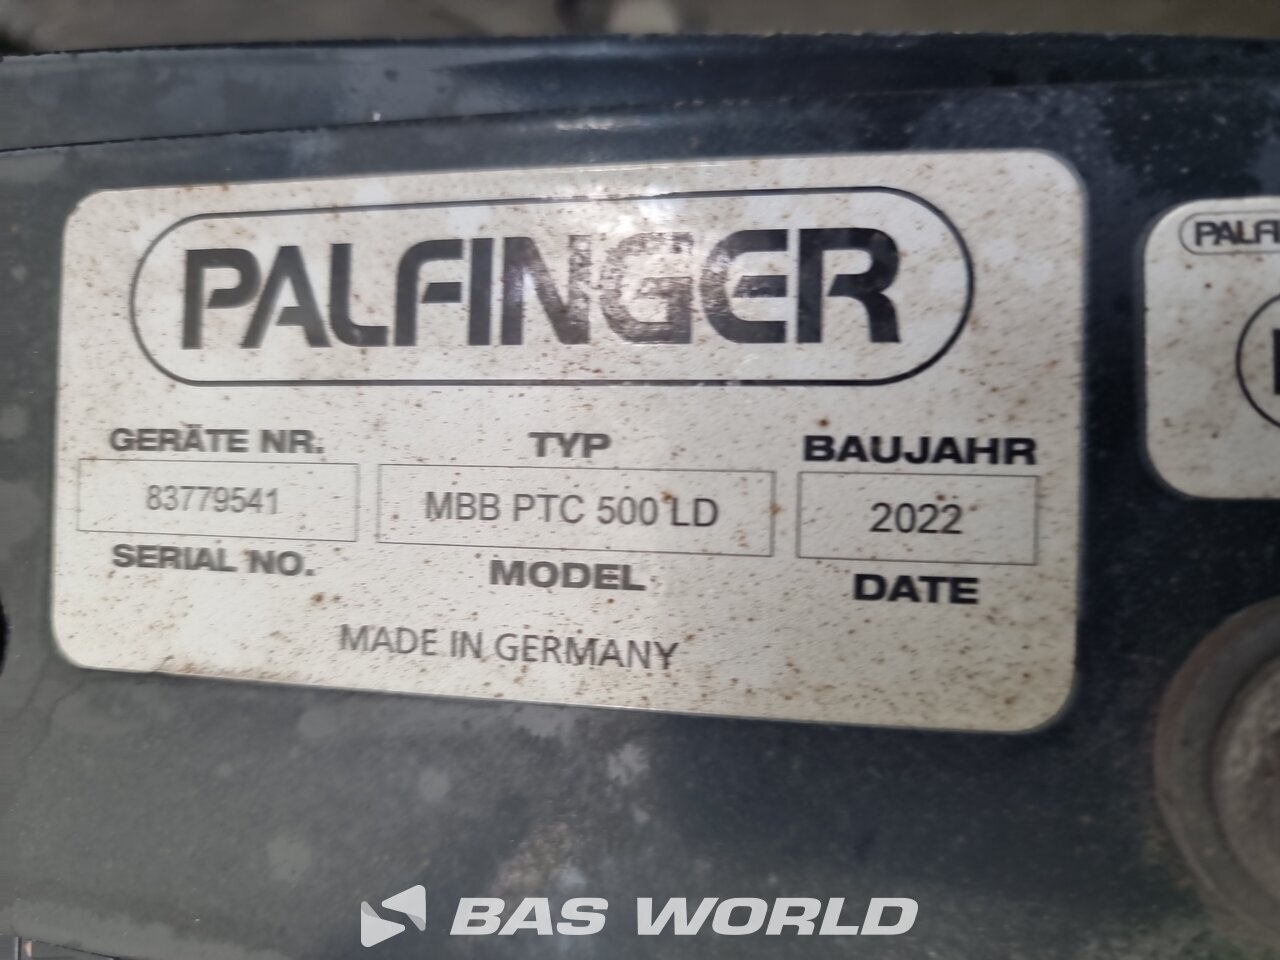 PALFINGER
GERÄTE NR. TYP BAUJAHR
83779541 MBB PTC 500 LD 2022
SERIAL NO. MODEL DATE
MADE IN GERMANY
PALFI
BAS WORLD